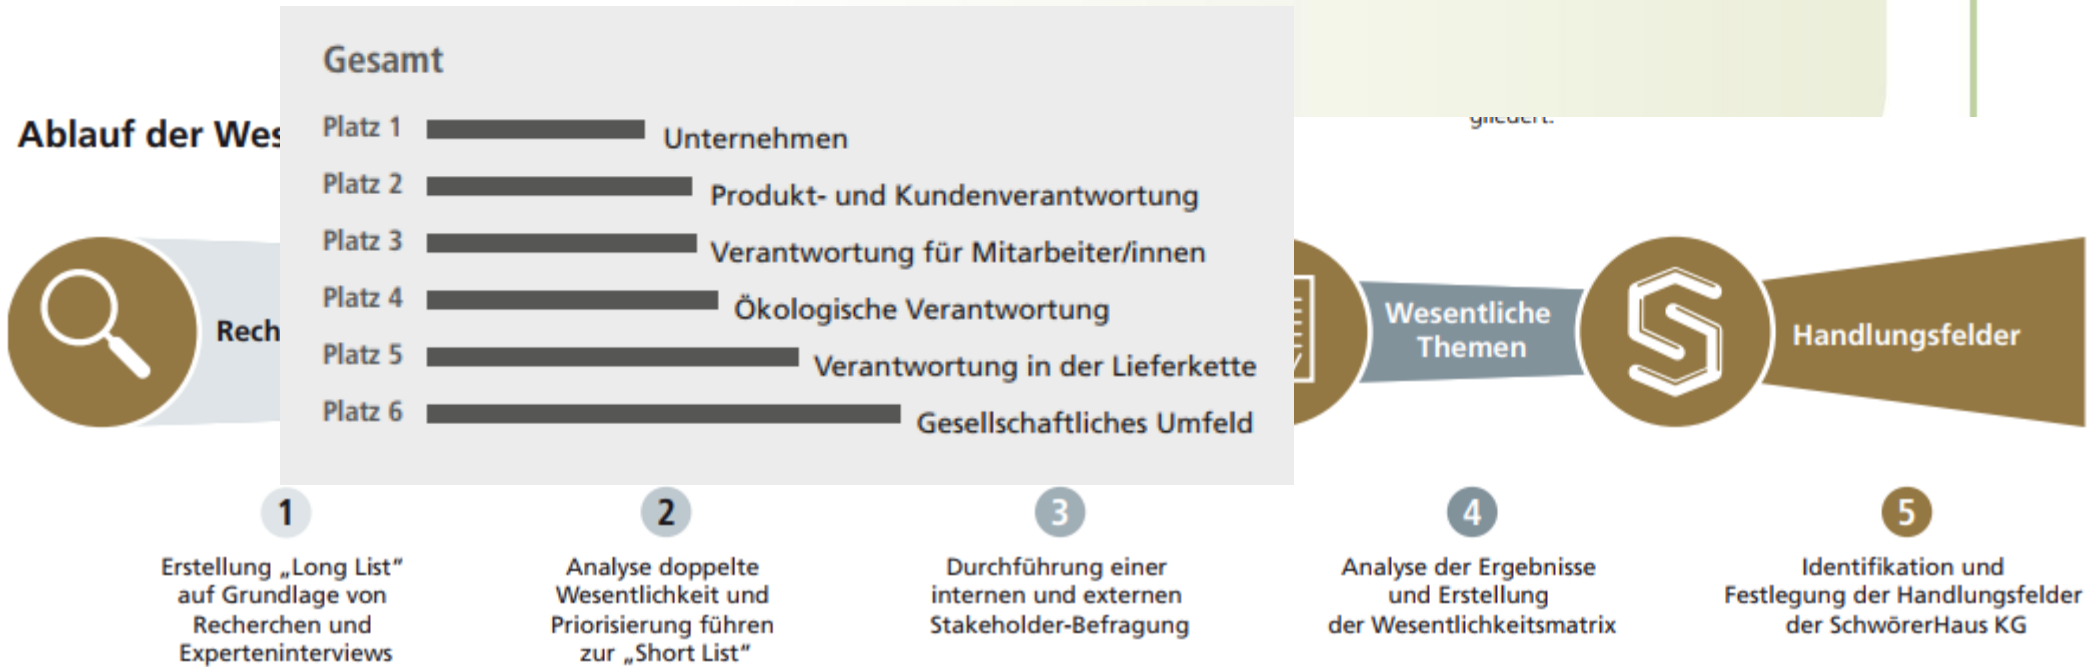 Gesamt
Ablauf der Wes
Platz 1 Unternehmen
Platz 2 Produkt- und Kundenverantwortung
Platz 3 Verantwortung für Mitarbeiter/innen
Platz 4 Ökologische Verantwortung
Platz 5 Verantwortung in der Lieferkette
Platz 6 Gesellschaftliches Umfeld
gliedert.
Rech
Wesentliche
Themen
Handlungsfelder
1
Erstellung „Long List“
auf Grundlage von
Recherchen und
Experteninterviews
2
Analyse doppelte
Wesentlichkeit und
Priorisierung führen
zur „Short List“
3
Durchführung einer
internen und externen
Stakeholder-Befragung
4
Analyse der Ergebnisse
und Erstellung
der Wesentlichkeitsmatrix
5
Identifikation und
Festlegung der Handlungsfelder
der SchwörerHaus KG